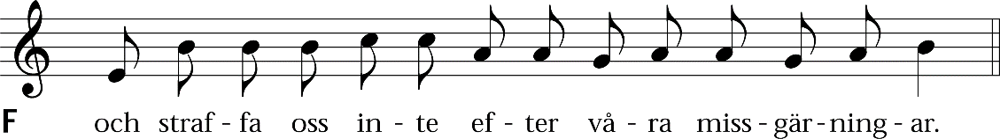 F och straf - fa oss in - te ef - ter vå - ra miss - gär - ning - ar.